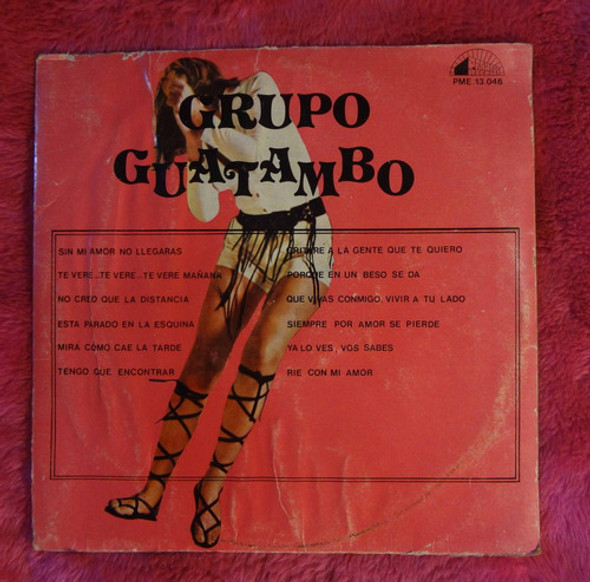 PME 13.046
GRUPO
GUATAMBO
SIN MI AMOR NO LLEGARAS
TE VERE...TE VERE...TE VERE MAÑANA
NO CREO QUE LA DISTANCIA
ESTA PARADO EN LA ESQUINA
MIRA COMO CAE LA TARDE
TENGO QUE ENCONTRAR
GRITARE A LA GENTE QUE TE QUIERO
PORQUE EN UN BESO SE DA
QUE VIVAS CONMIGO, VIVIR A TU LADO
SIEMPRE POR AMOR SE PIERDE
YA LO VES, VOS SABES
RIE CON MI AMOR